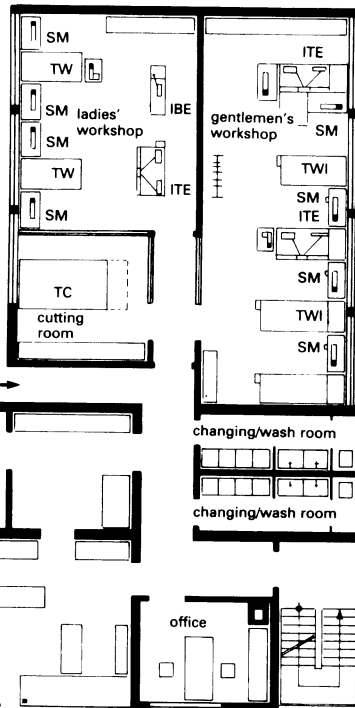 SM
TW
SM
ladies'
workshop
SM
TW
SM
IBE
ITE
ITE
gentlemen's
workshop
SM
TWI
SM
ITE
SM
TWI
SM
TC
cutting
room
changing/wash room
changing/wash room
office